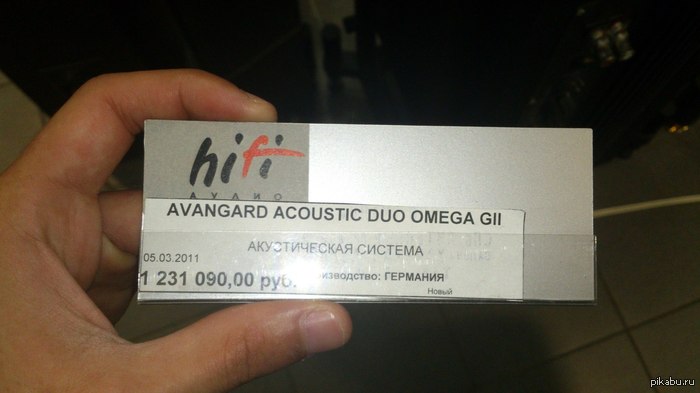 hifi
АУДИО
AVANGARD ACOUSTIC DUO OMEGA GII
АКУСТИЧЕСКАЯ СИСТЕМА
05.03.2011
1 231 090,00 руб. изводство: ГЕРМАНИЯ
Новый
pikabu.ru